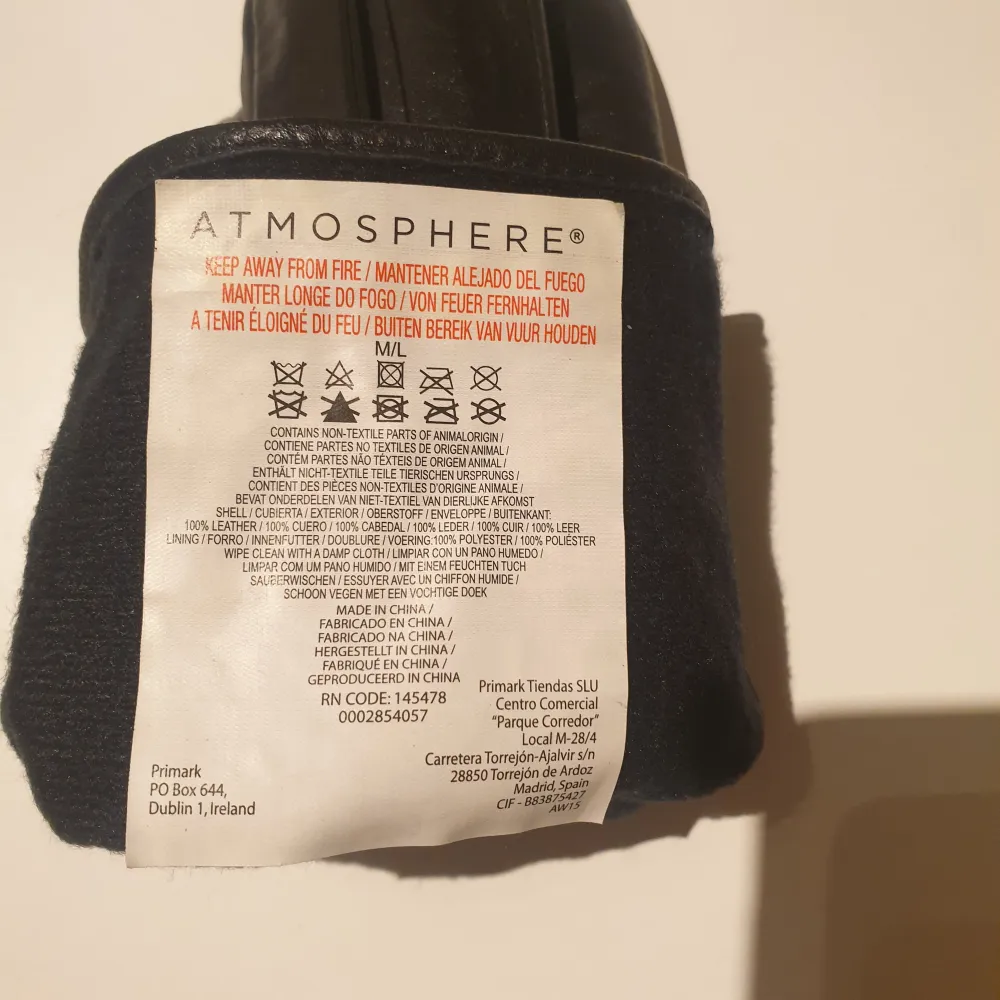 ATMOSPHERE®
KEEP AWAY FROM FIRE / MANTENER ALEJADO DEL FUEGO
MANTER LONGE DO FOGO / VON FEUER FERNHALTEN
A TENIR ÉLOIGNÉ DU FEU / BUITEN BEREIK VAN VUUR HOUDEN
M/L
CONTAINS NON-TEXTILE PARTS OF ANIMALORIGIN /
CONTIENE PARTES NO TEXTILES DE ORIGEN ANIMAL /
CONTÉM PARTES NÃO TÉXTEIS DE ORIGEM ANIMAL /
ENTHÄLT NICHT-TEXTILE TEILE TIERISCHEN URSPRUNGS /
CONTIENT DES PIÈCES NON-TEXTILES D'ORIGINE ANIMALE /
BEVAT ONDERDELEN VAN NIET-TEXTIEL VAN DIERLIJKE AFKOMST
SHELL / CUBIERTA / EXTERIOR / OBERSTOFF / ENVELOPPE / BUITENKANT:
100% LEATHER / 100% CUERO / 100% CABEDAL / 100% LEDER / 100% CUIR / 100% LEER
LINING / FORRO / INNENFUTTER / DOUBLURE / VOERING:100% POLYESTER / 100% POLIÉSTER
WIPE CLEAN WITH A DAMP CLOTH / LIMPIAR CON UN PANO HUMEDO /
LIMPAR COM UM PANO HUMIDO / MIT EINEM FEUCHTEN TUCH
SAUBERWISCHEN / ESSUYER AVEC UN CHIFFON HUMIDE /
SCHOON VEGEN MET EEN VOCHTIGE DOEK
MADE IN CHINA /
FABRICADO EN CHINA /
FABRICADO NA CHINA /
HERGESTELLT IN CHINA /
FABRIQUÉ EN CHINA /
GEPRODUCEERD IN CHINA
RN CODE: 145478
0002854057
Primark Tiendas SLU
Centro Comercial
"Parque Corredor"
Local M-28/4
Carretera Torrejón-Ajalvir s/n
28850 Torrejón de Ardoz
Madrid, Spain
CIF - B83875427
AW15
Primark
PO Box 644,
Dublin 1, Ireland